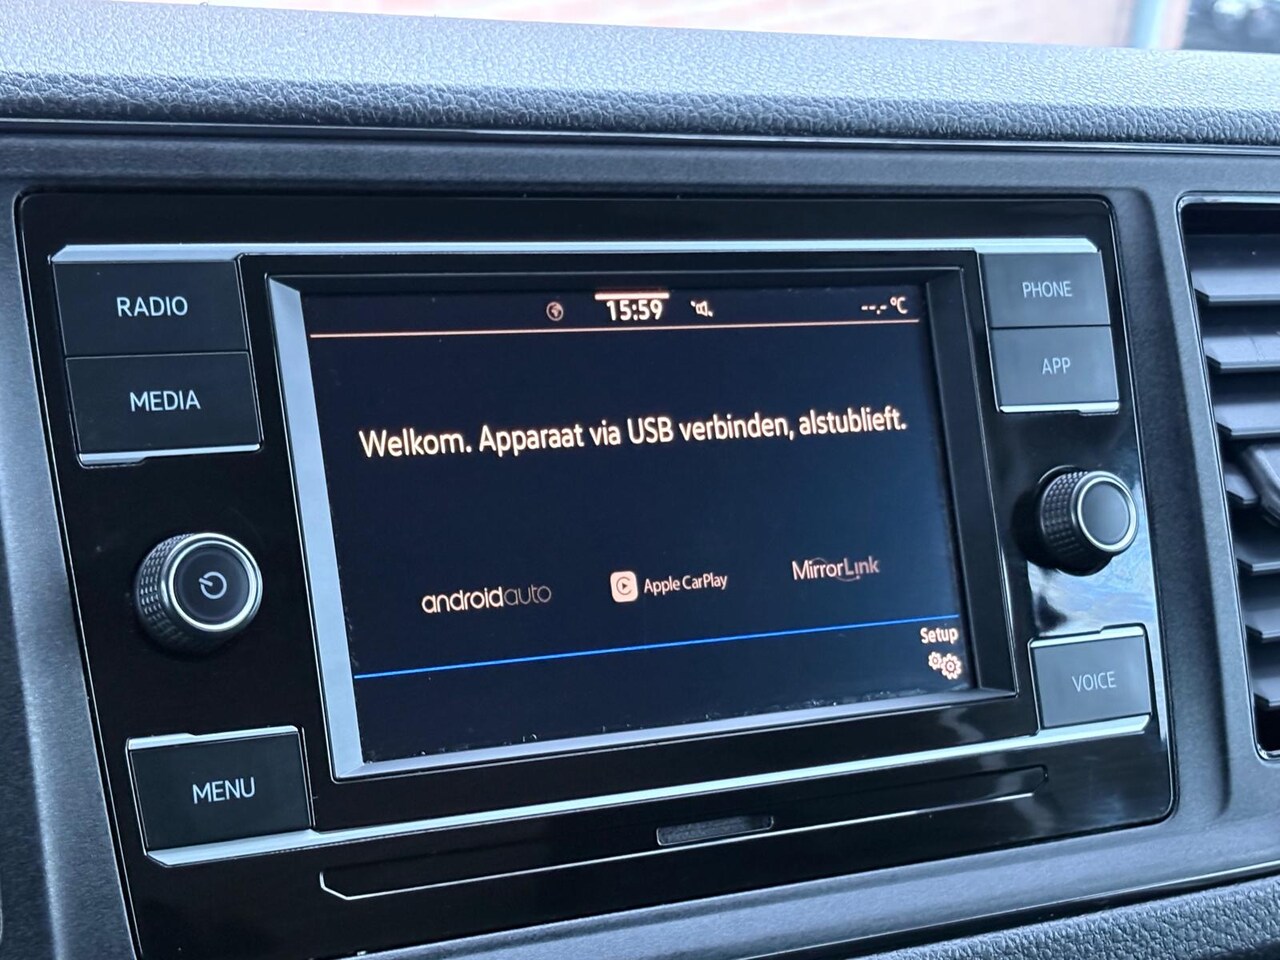 RADIO
MEDIA
MENU
15:59
--.- °C
Welkom. Apparaat via USB verbinden, alstublieft.
androidauto
Apple CarPlay
MirrorLink
Setup
PHONE
APP
VOICE